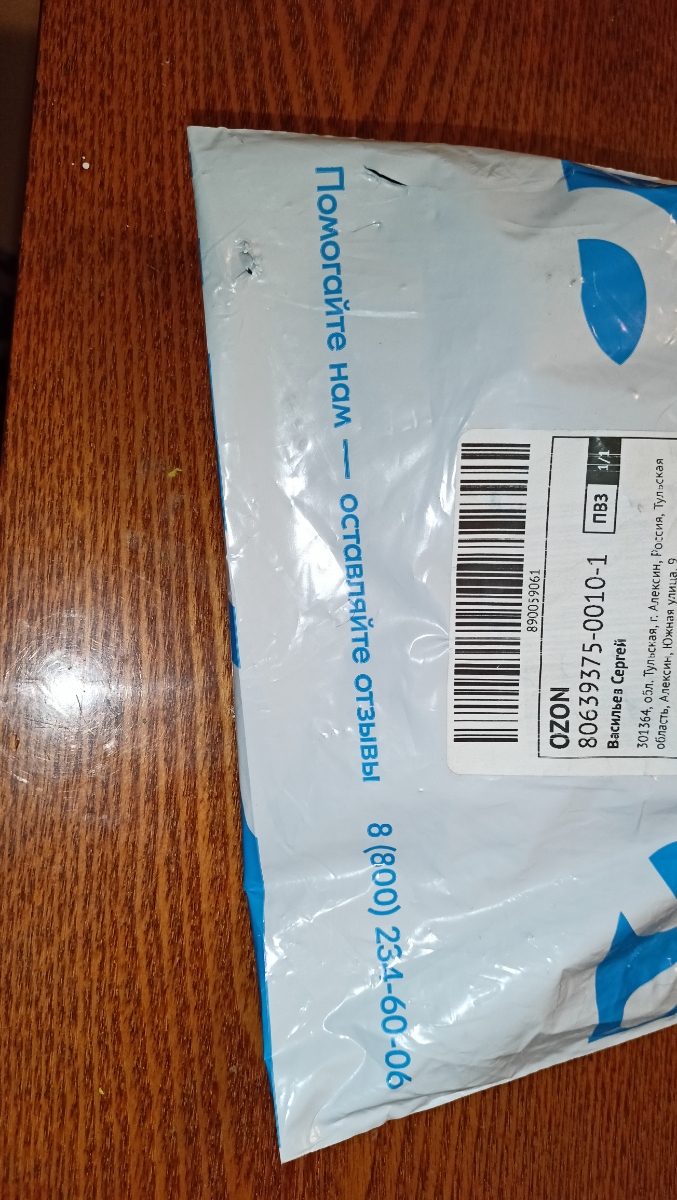 Помогайте нам — оставляйте отзывы 8 (800) 234-60-06
890059061
OZON
ПВЗ 1/1
80639375-0010-1
Васильев Сергей
301364, обл. Тульская, г. Алексин, Россия, Тульская
область, Алексин, Южная улица, 9